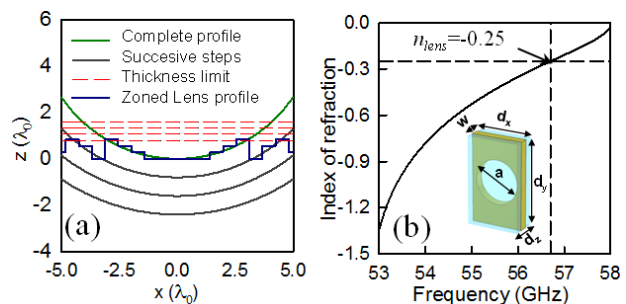 Complete profile
Succesive steps
Thickness limit
Zoned Lens profile
z (λ0)
6
4
2
0
-2
-4
(a)
-5.0
-2.5
0.0
2.5
5.0
x (λ0)
Index of refraction
0.0
-0.3
-0.6
-0.9
-1.2
-1.5
nlens=-0.25
w
dx
a
dy
dz
(b)
53
54
55
56
57
58
Frequency (GHz)